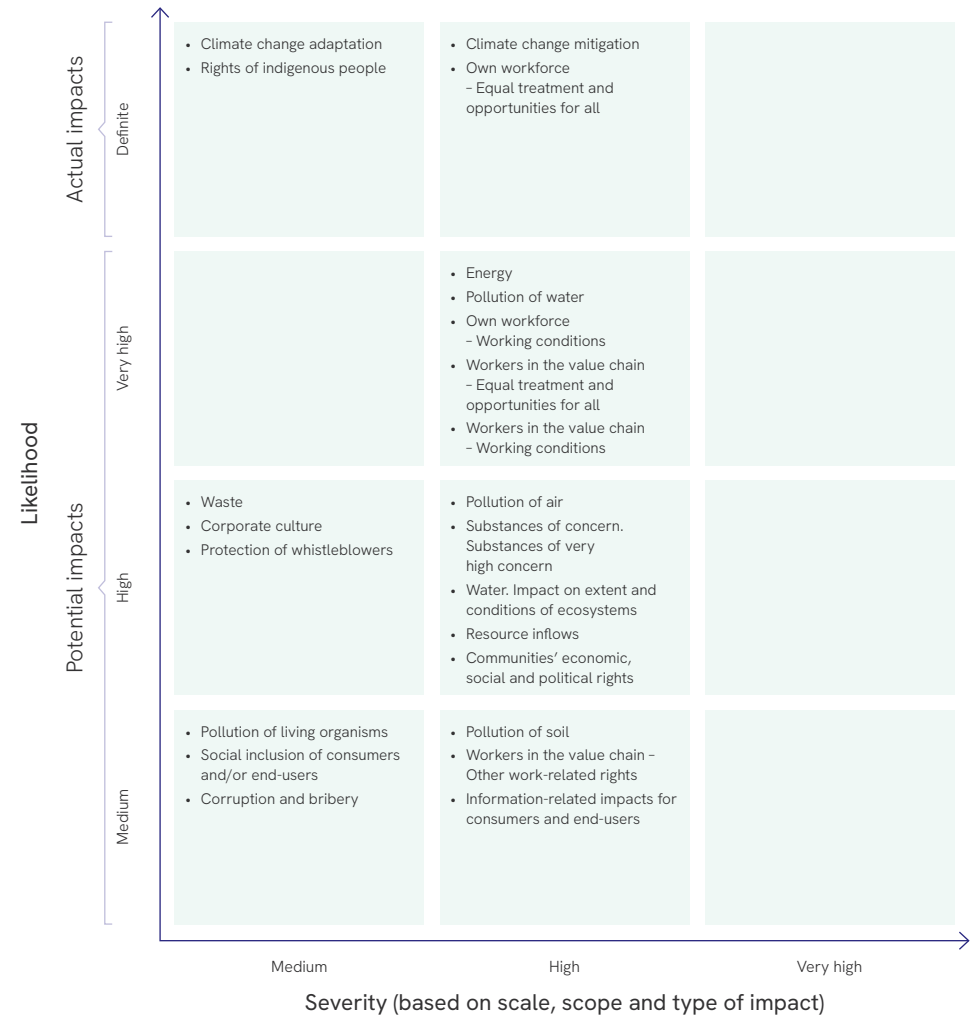 Likelihood
Actual impacts
Definite
• Climate change adaptation
• Rights of indigenous people
• Climate change mitigation
• Own workforce
– Equal treatment and
opportunities for all
Potential impacts
Very high
• Energy
• Pollution of water
• Own workforce
– Working conditions
• Workers in the value chain
– Equal treatment and
opportunities for all
• Workers in the value chain
– Working conditions
High
• Waste
• Corporate culture
• Protection of whistleblowers
• Pollution of air
• Substances of concern.
Substances of very
high concern
• Water. Impact on extent and
conditions of ecosystems
• Resource inflows
• Communities’ economic,
social and political rights
Medium
• Pollution of living organisms
• Social inclusion of consumers
and/or end-users
• Corruption and bribery
• Pollution of soil
• Workers in the value chain –
Other work-related rights
• Information-related impacts for
consumers and end-users
Medium
High
Very high
Severity (based on scale, scope and type of impact)